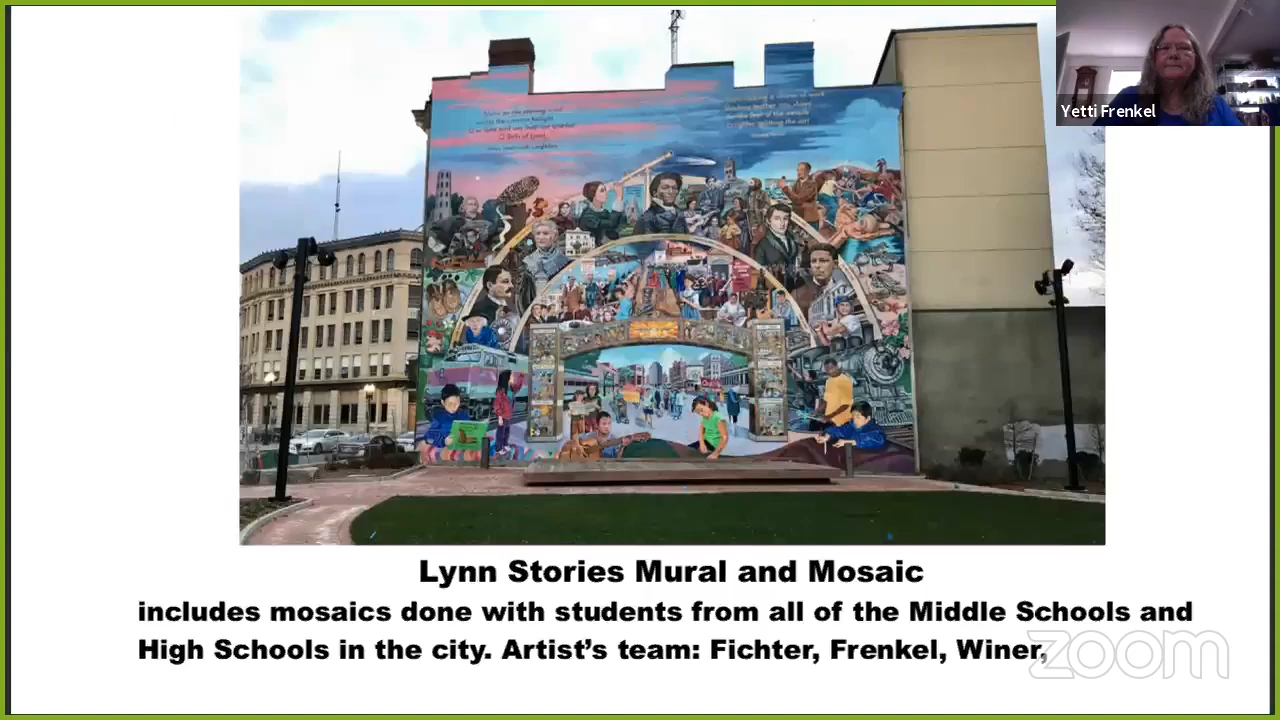 Yetti Frenkel
Lynn Stories Mural and Mosaic
includes mosaics done with students from all of the Middle Schools and
High Schools in the city. Artist’s team: Fichter, Frenkel, Winer,
zoom